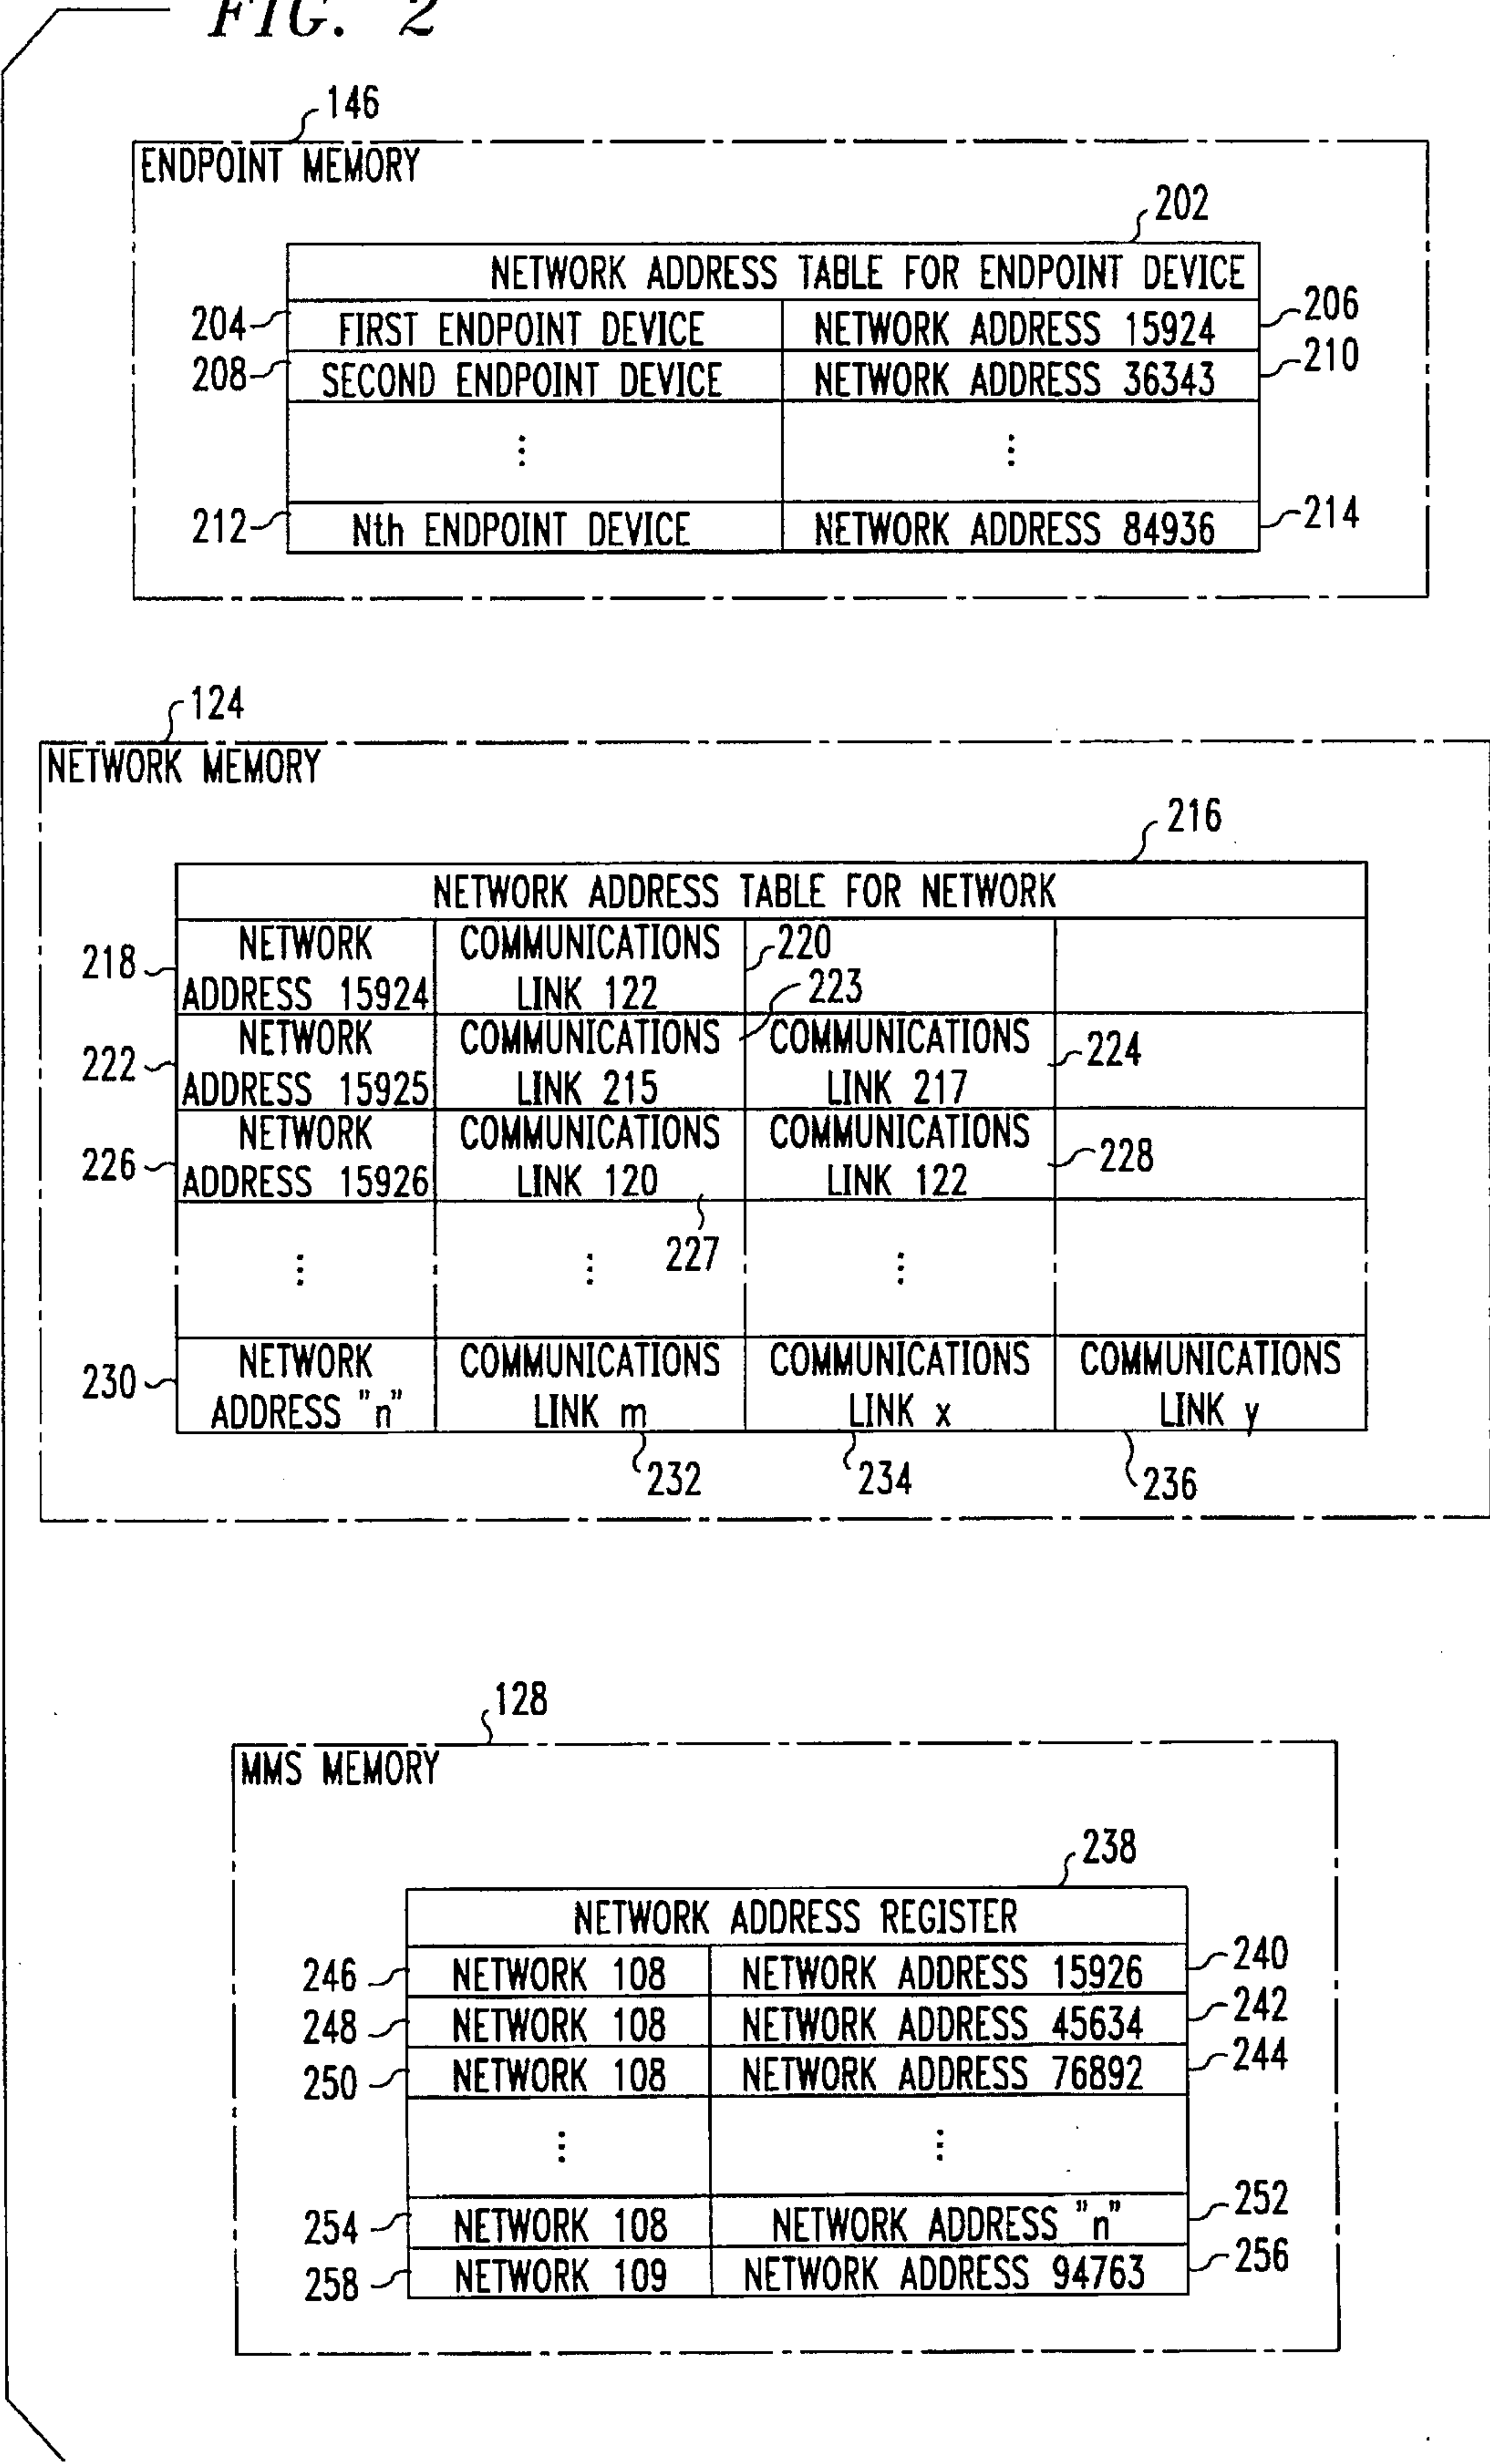 FIG. 2
146
ENDPOINT MEMORY
202
NETWORK ADDRESS TABLE FOR ENDPOINT DEVICE
204 FIRST ENDPOINT DEVICE NETWORK ADDRESS 15924 206
208 SECOND ENDPOINT DEVICE NETWORK ADDRESS 36343 210
⋮ ⋮
212 Nth ENDPOINT DEVICE NETWORK ADDRESS 84936 214
124
NETWORK MEMORY
216
NETWORK ADDRESS TABLE FOR NETWORK
NETWORK COMMUNICATIONS 220
218 ADDRESS 15924 LINK 122 223
NETWORK COMMUNICATIONS COMMUNICATIONS 224
222 ADDRESS 15925 LINK 215 LINK 217
NETWORK COMMUNICATIONS COMMUNICATIONS 228
226 ADDRESS 15926 LINK 120 LINK 122
⋮ ⋮ 227 ⋮
NETWORK COMMUNICATIONS COMMUNICATIONS COMMUNICATIONS
230 ADDRESS "n" LINK m LINK x LINK y
232 234 236
128
MMS MEMORY
238
NETWORK ADDRESS REGISTER
246 NETWORK 108 NETWORK ADDRESS 15926 240
248 NETWORK 108 NETWORK ADDRESS 45634 242
250 NETWORK 108 NETWORK ADDRESS 76892 244
⋮ ⋮
254 NETWORK 108 NETWORK ADDRESS "n" 252
258 NETWORK 109 NETWORK ADDRESS 94763 256